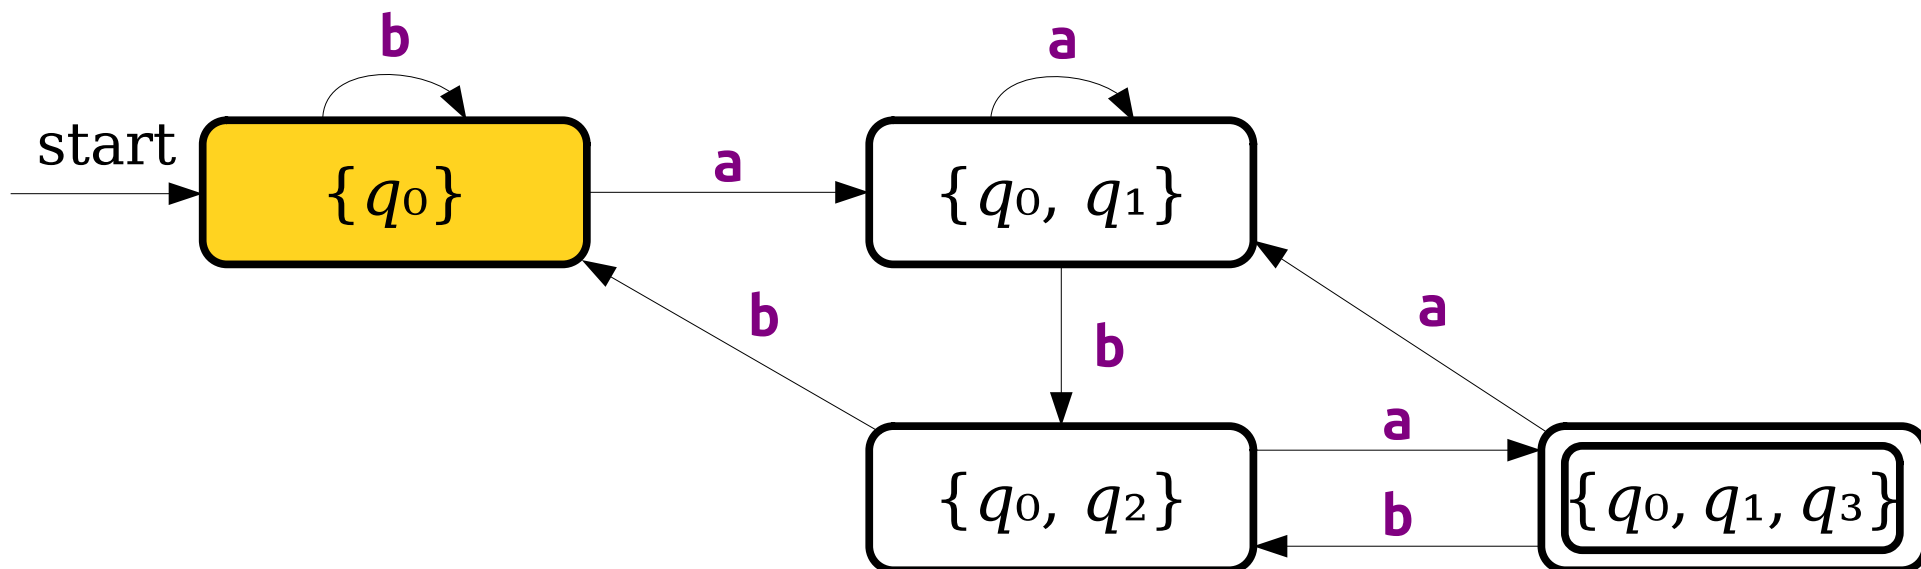 b
a
start
{q₀}
a
{q₀, q₁}
b
b
a
a
{q₀, q₂}
b
{q₀, q₁, q₃}